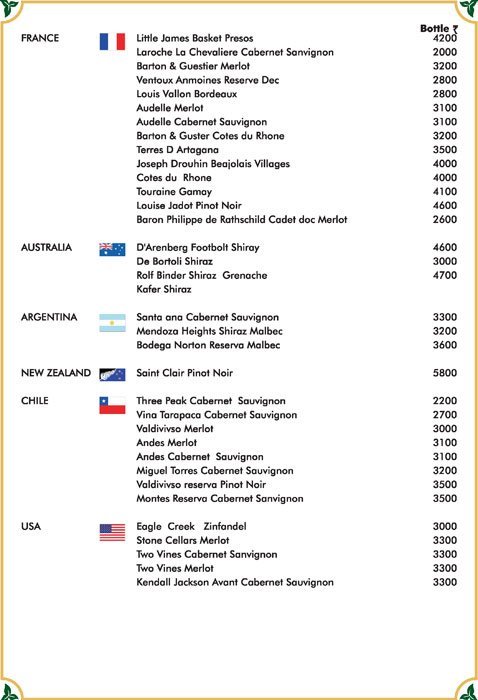 Bottle ₹
FRANCE Little James Basket Presos 4200
Laroche La Chevaliere Cabernet Sanvignon 2000
Barton & Guestier Merlot 3200
Ventoux Anmoines Reserve Dec 2800
Louis Vallon Bordeaux 2800
Audelle Merlot 3100
Audelle Cabernet Sauvignon 3100
Barton & Guster Cotes du Rhone 3200
Terres D Artagana 3500
Joseph Drouhin Beajolais Villages 4000
Cotes du Rhone 4000
Touraine Gamay 4100
Louise Jadot Pinot Noir 4600
Baron Philippe de Rathschild Cadet doc Merlot 2600
AUSTRALIA D'Arenberg Footbolt Shiray 4600
De Bortoli Shiraz 3000
Rolf Binder Shiraz Grenache 4700
Kafer Shiraz
ARGENTINA Santa ana Cabernet Sauvignon 3300
Mendoza Heights Shiraz Malbec 3200
Bodega Norton Reserva Malbec 3600
NEW ZEALAND Saint Clair Pinot Noir 5800
CHILE Three Peak Cabernet Sauvignon 2200
Vina Tarapaca Cabernet Sauvignon 2700
Valdivivso Merlot 3000
Andes Merlot 3100
Andes Cabernet Sauvignon 3100
Miguel Torres Cabernet Sauvignon 3200
Valdivivso reserva Pinot Noir 3500
Montes Reserva Cabernet Sanvignon 3500
USA Eagle Creek Zinfandel 3000
Stone Cellars Merlot 3300
Two Vines Cabernet Sanvignon 3300
Two Vines Merlot 3300
Kendall Jackson Avant Cabernet Sauvignon 3300